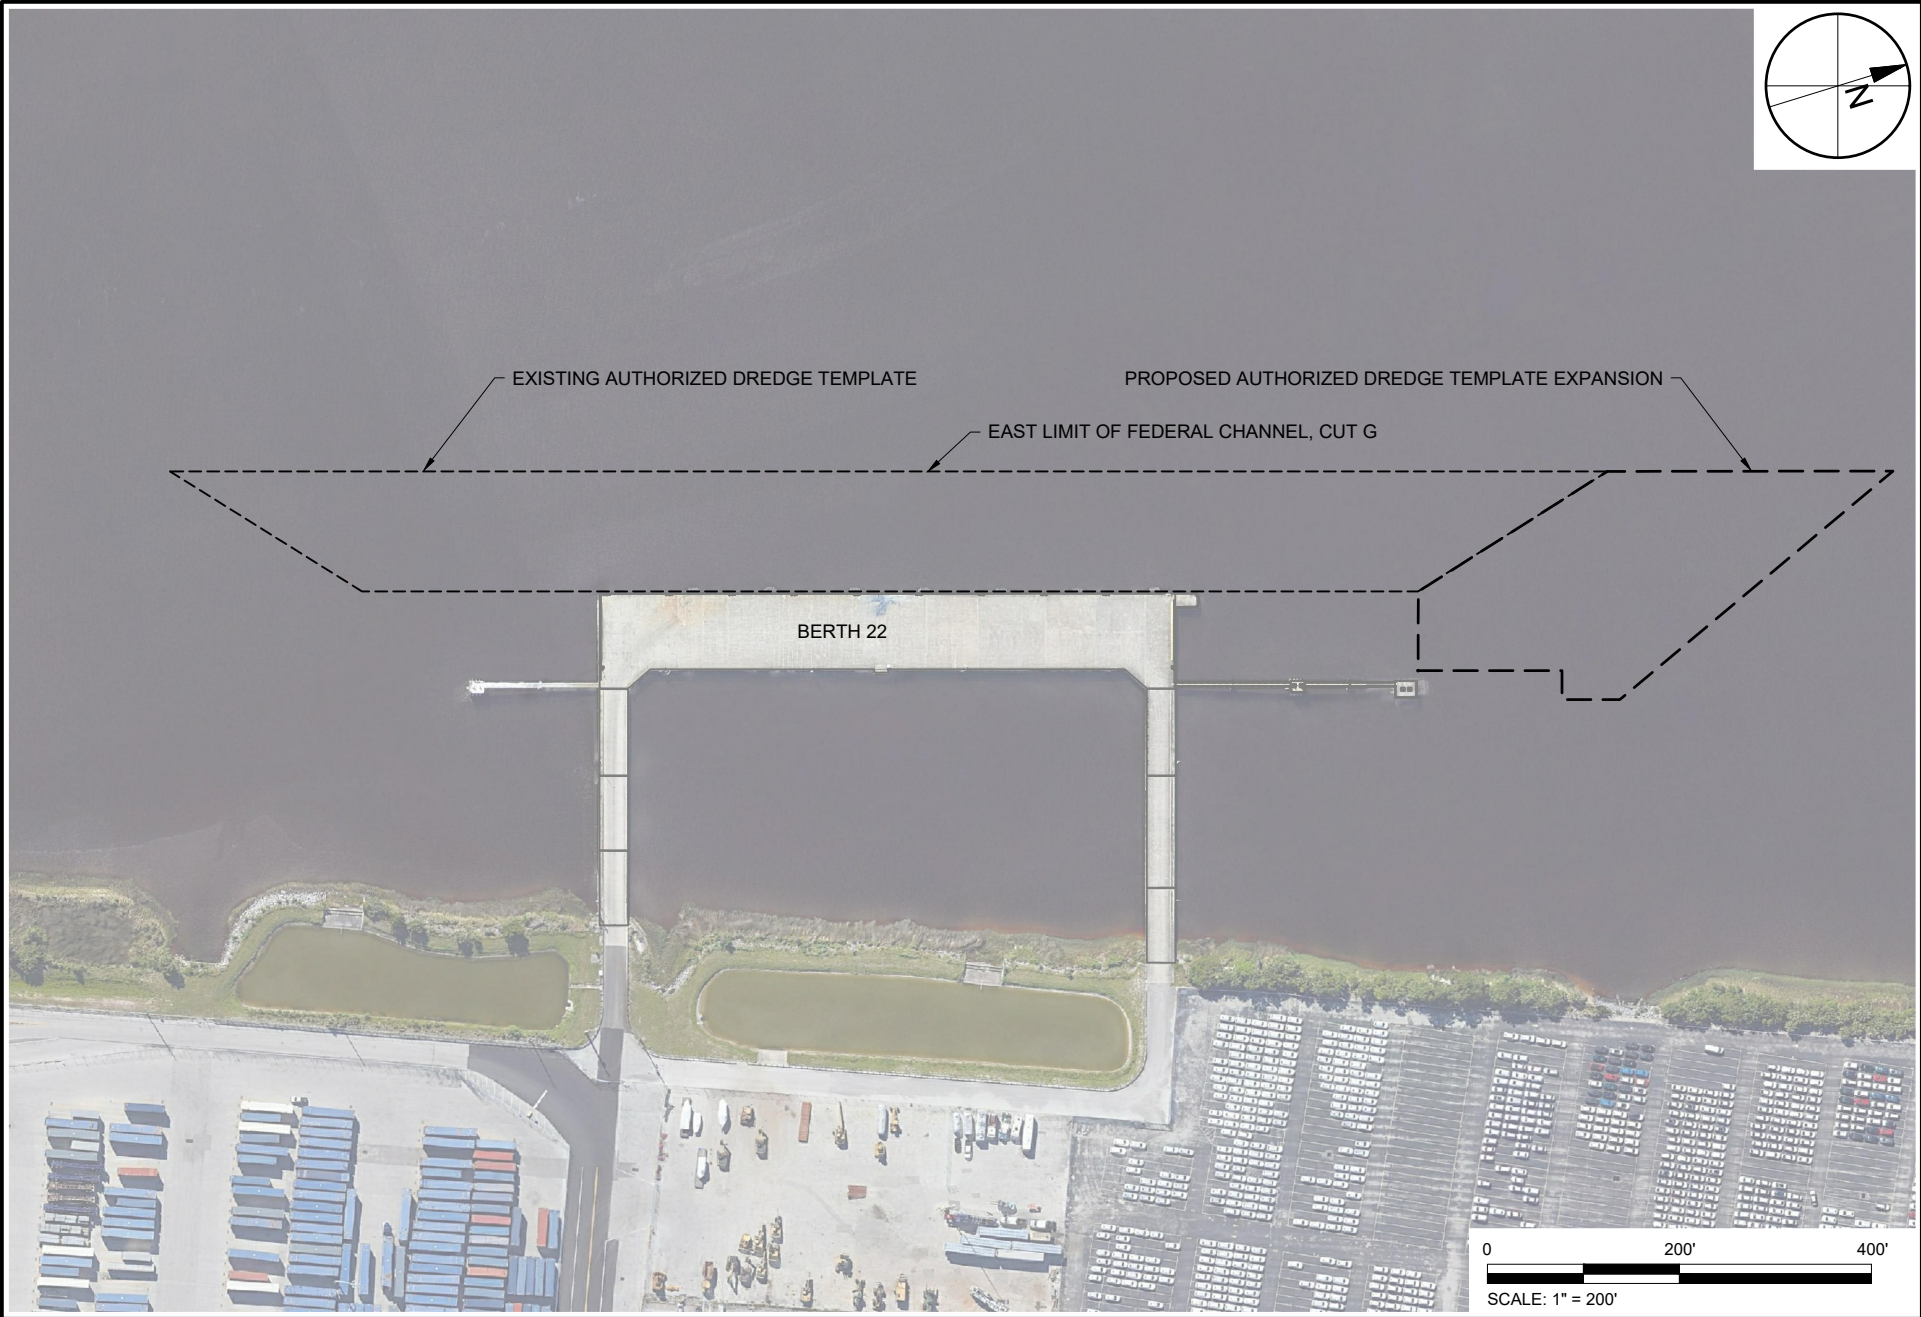 N
EXISTING AUTHORIZED DREDGE TEMPLATE
PROPOSED AUTHORIZED DREDGE TEMPLATE EXPANSION
EAST LIMIT OF FEDERAL CHANNEL, CUT G
BERTH 22
0 200' 400'
SCALE: 1" = 200'